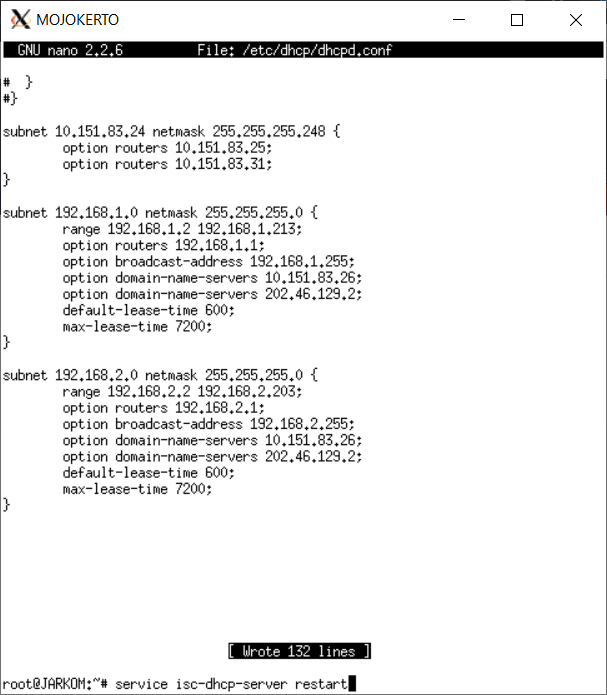 MOJOKERTO
GNU nano 2.2.6 File: /etc/dhcp/dhcpd.conf
#  }
#}
subnet 10.151.83.24 netmask 255.255.255.248 {
        option routers 10.151.83.25;
        option routers 10.151.83.31;
}
subnet 192.168.1.0 netmask 255.255.255.0 {
        range 192.168.1.2 192.168.1.213;
        option routers 192.168.1.1;
        option broadcast-address 192.168.1.255;
        option domain-name-servers 10.151.83.26;
        option domain-name-servers 202.46.129.2;
        default-lease-time 600;
        max-lease-time 7200;
}
subnet 192.168.2.0 netmask 255.255.255.0 {
        range 192.168.2.2 192.168.2.203;
        option routers 192.168.2.1;
        option broadcast-address 192.168.2.255;
        option domain-name-servers 10.151.83.26;
        option domain-name-servers 202.46.129.2;
        default-lease-time 600;
        max-lease-time 7200;
}
[ Wrote 132 lines ]
root@JARKOM:~# service isc-dhcp-server restart